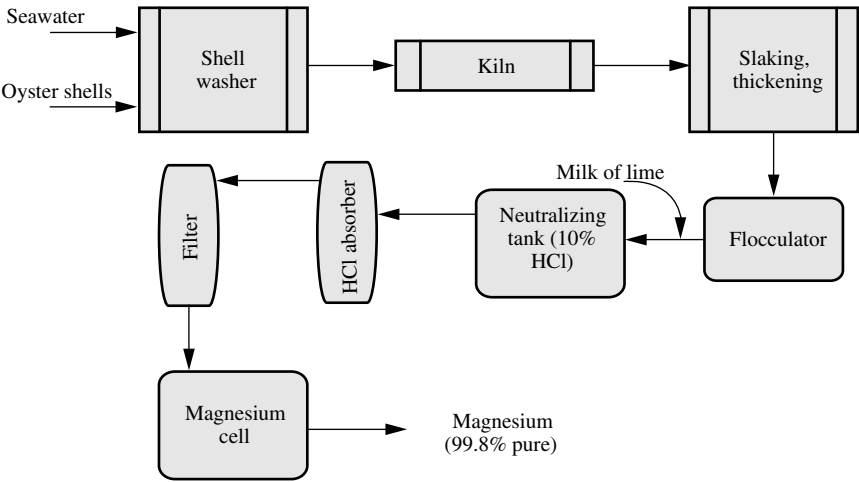 Seawater
Oyster shells
Shell
washer
Kiln
Slaking,
thickening
Milk of lime
Filter
HCl absorber
Neutralizing
tank (10%
HCl)
Flocculator
Magnesium
cell
Magnesium
(99.8% pure)